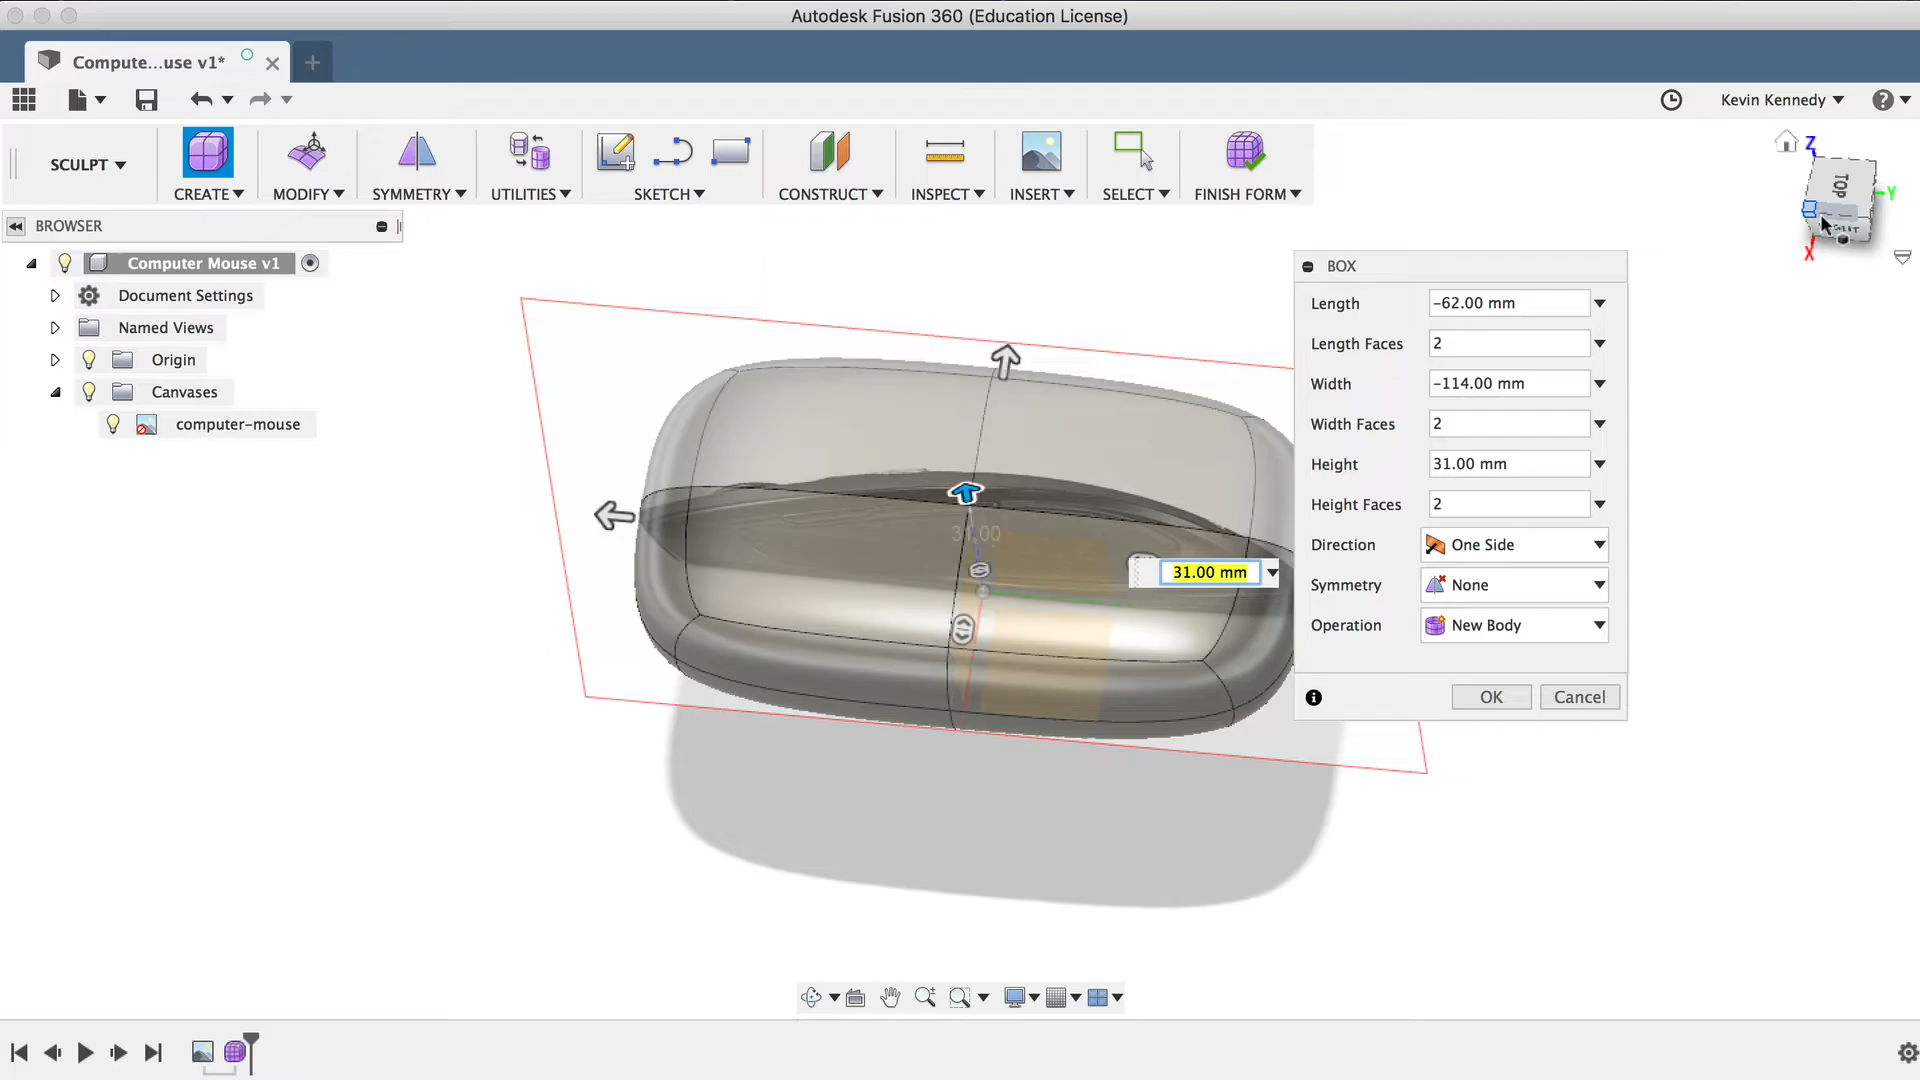 Autodesk Fusion 360 (Education License)
Compute...use v1*
Kevin Kennedy
SCULPT
CREATE
MODIFY
SYMMETRY
UTILITIES
SKETCH
CONSTRUCT
INSPECT
INSERT
SELECT
FINISH FORM
Z
TOP
Y
X
BROWSER
Computer Mouse v1
Document Settings
Named Views
Origin
Canvases
computer-mouse
BOX
Length -62.00 mm
Length Faces 2
Width -114.00 mm
Width Faces 2
Height 31.00 mm
Height Faces 2
Direction One Side
Symmetry None
Operation New Body
OK Cancel
31.00
31.00 mm